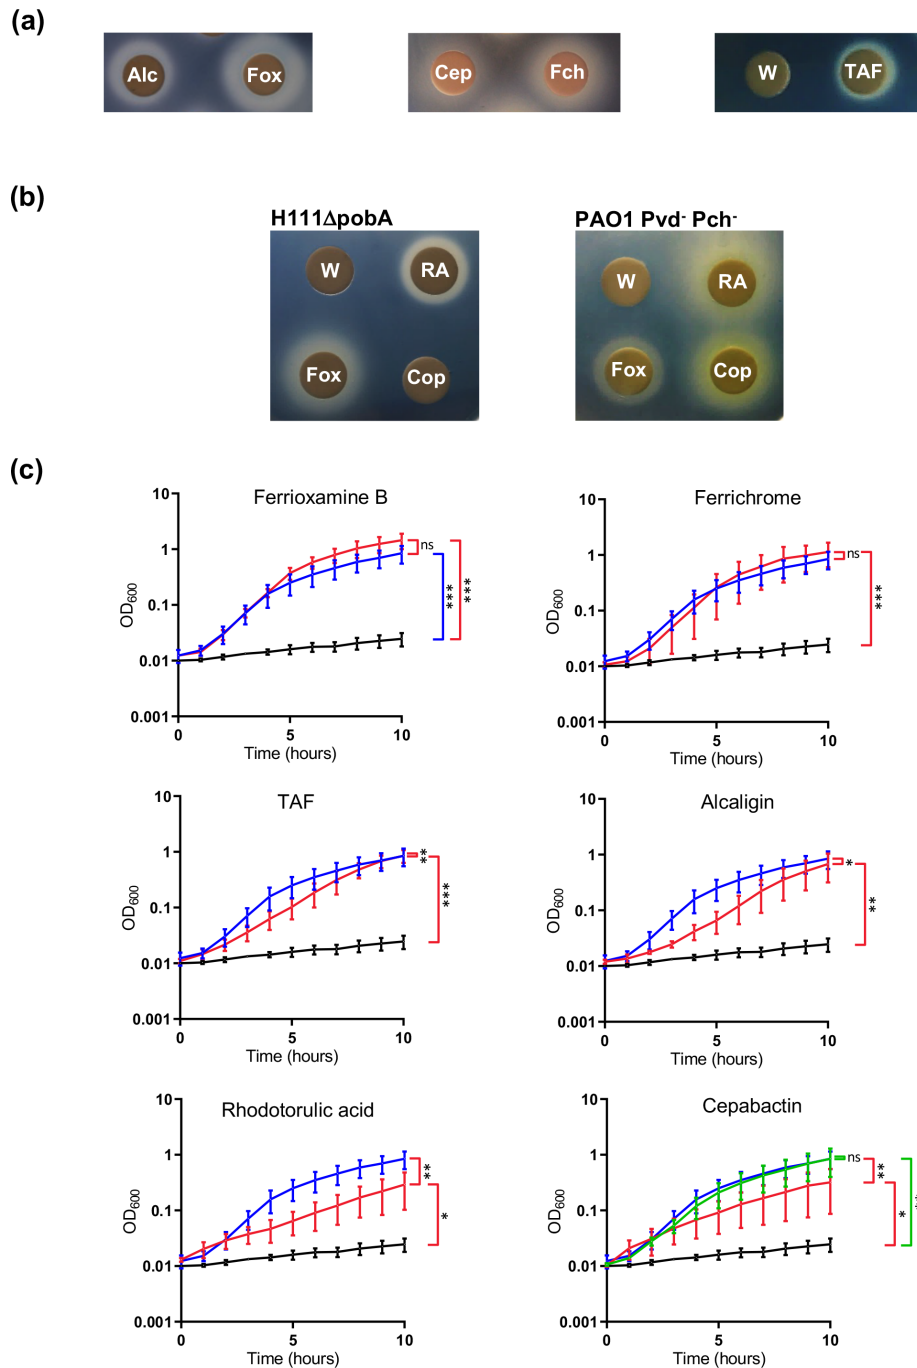 (a)
Alc Fox Cep Fch W TAF
(b)
H111ΔpobA PAO1 Pvd⁻ Pch⁻
W RA W RA
Fox Cop Fox Cop
(c)
Ferrioxamine B
10
1
0.1
0.01
0.001
OD600
0 5 10
Time (hours)
ns
***
***
Ferrichrome
10
1
0.1
0.01
0.001
OD600
0 5 10
Time (hours)
ns
***
TAF
10
1
0.1
0.01
0.001
OD600
0 5 10
Time (hours)
**
***
Alcaligin
10
1
0.1
0.01
0.001
OD600
0 5 10
Time (hours)
*
**
Rhodotorulic acid
10
1
0.1
0.01
0.001
OD600
0 5 10
Time (hours)
**
*
Cepabactin
10
1
0.1
0.01
0.001
OD600
0 5 10
Time (hours)
ns
**
*